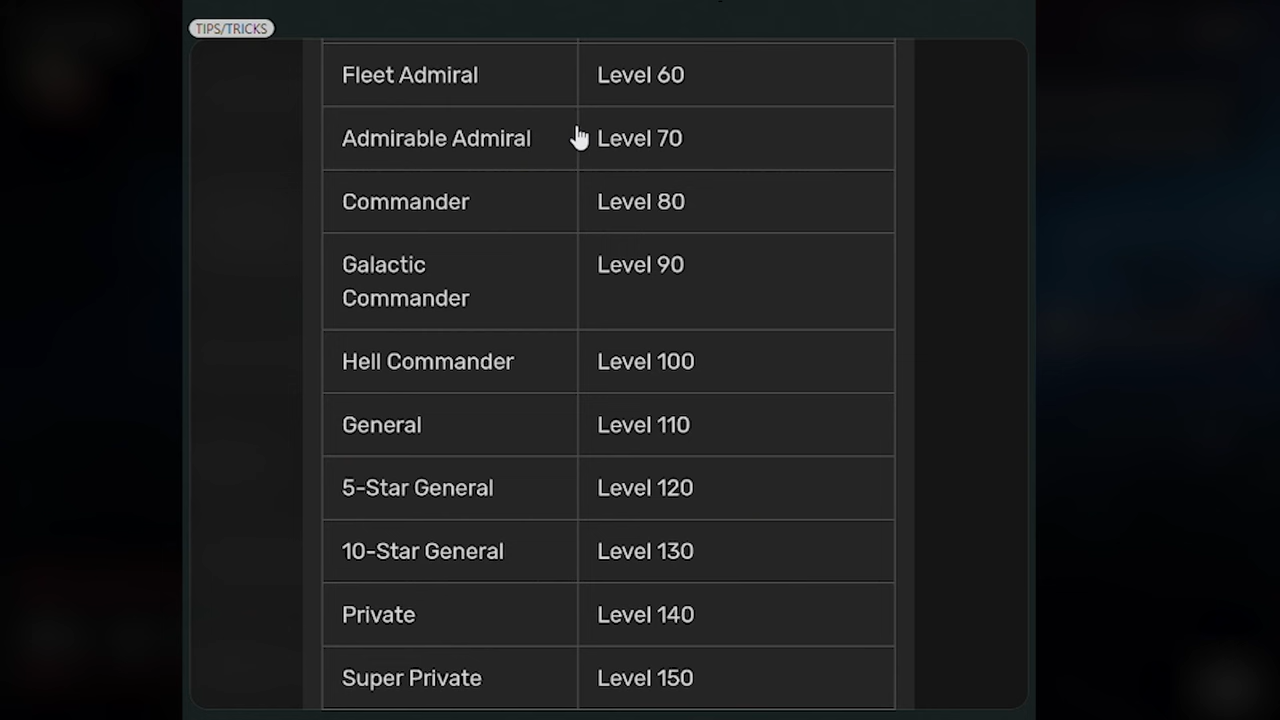 TIPS/TRICKS
Fleet Admiral Level 60
Admirable Admiral Level 70
Commander Level 80
Galactic Level 90
Commander
Hell Commander Level 100
General Level 110
5-Star General Level 120
10-Star General Level 130
Private Level 140
Super Private Level 150